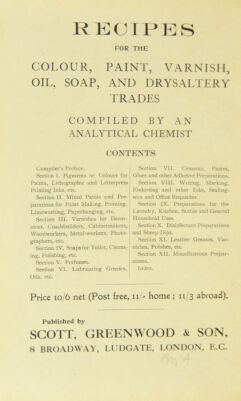 RECIPES
FOR THE
COLOUR, PAINT, VARNISH,
OIL, SOAP, AND DRYSALTERY
TRADES
COMPILED BY AN
ANALYTICAL CHEMIST
CONTENTS
Compiler's Preface.
Section I. Pigments or Colours for
Paints, Lithographic and Letterpress
Printing Inks, etc.
Section II. Mixed Paints and Pre-
parations for Paint Making, Painting,
Limewashing, Paperhanging, etc.
Section III. Varnishes for Decor-
ators, Coachbuilders, Cabinetmakers,
Woodworkers, Metal-workers, Photo-
graphers, etc.
Section IV. Soaps for Toilet, Cleans-
ing, Polishing, etc.
Section V. Perfumes.
Section VI. Lubricating Greases,
Oils, etc.
Section VII. Cements, Pastes,
Glues and other Adhesive Preparations.
Section VIII. Writing, Marking,
Endorsing and other Inks, Sealing-
wax and Office Requisites.
Section IX. Preparations for the
Laundry, Kitchen, Stable and General
Household Uses.
Section X. Disinfectant Preparations
and Sheep Dips.
Section XI. Leather Greases, Var-
nishes, Polishes, etc.
Section XII. Miscellaneous Prepar-
ations.
Index.
Price 10/6 net (Post free, 11/- home; 11/3 abroad).
Published by
SCOTT, GREENWOOD & SON,
8 BROADWAY, LUDGATE, LONDON, E.C.